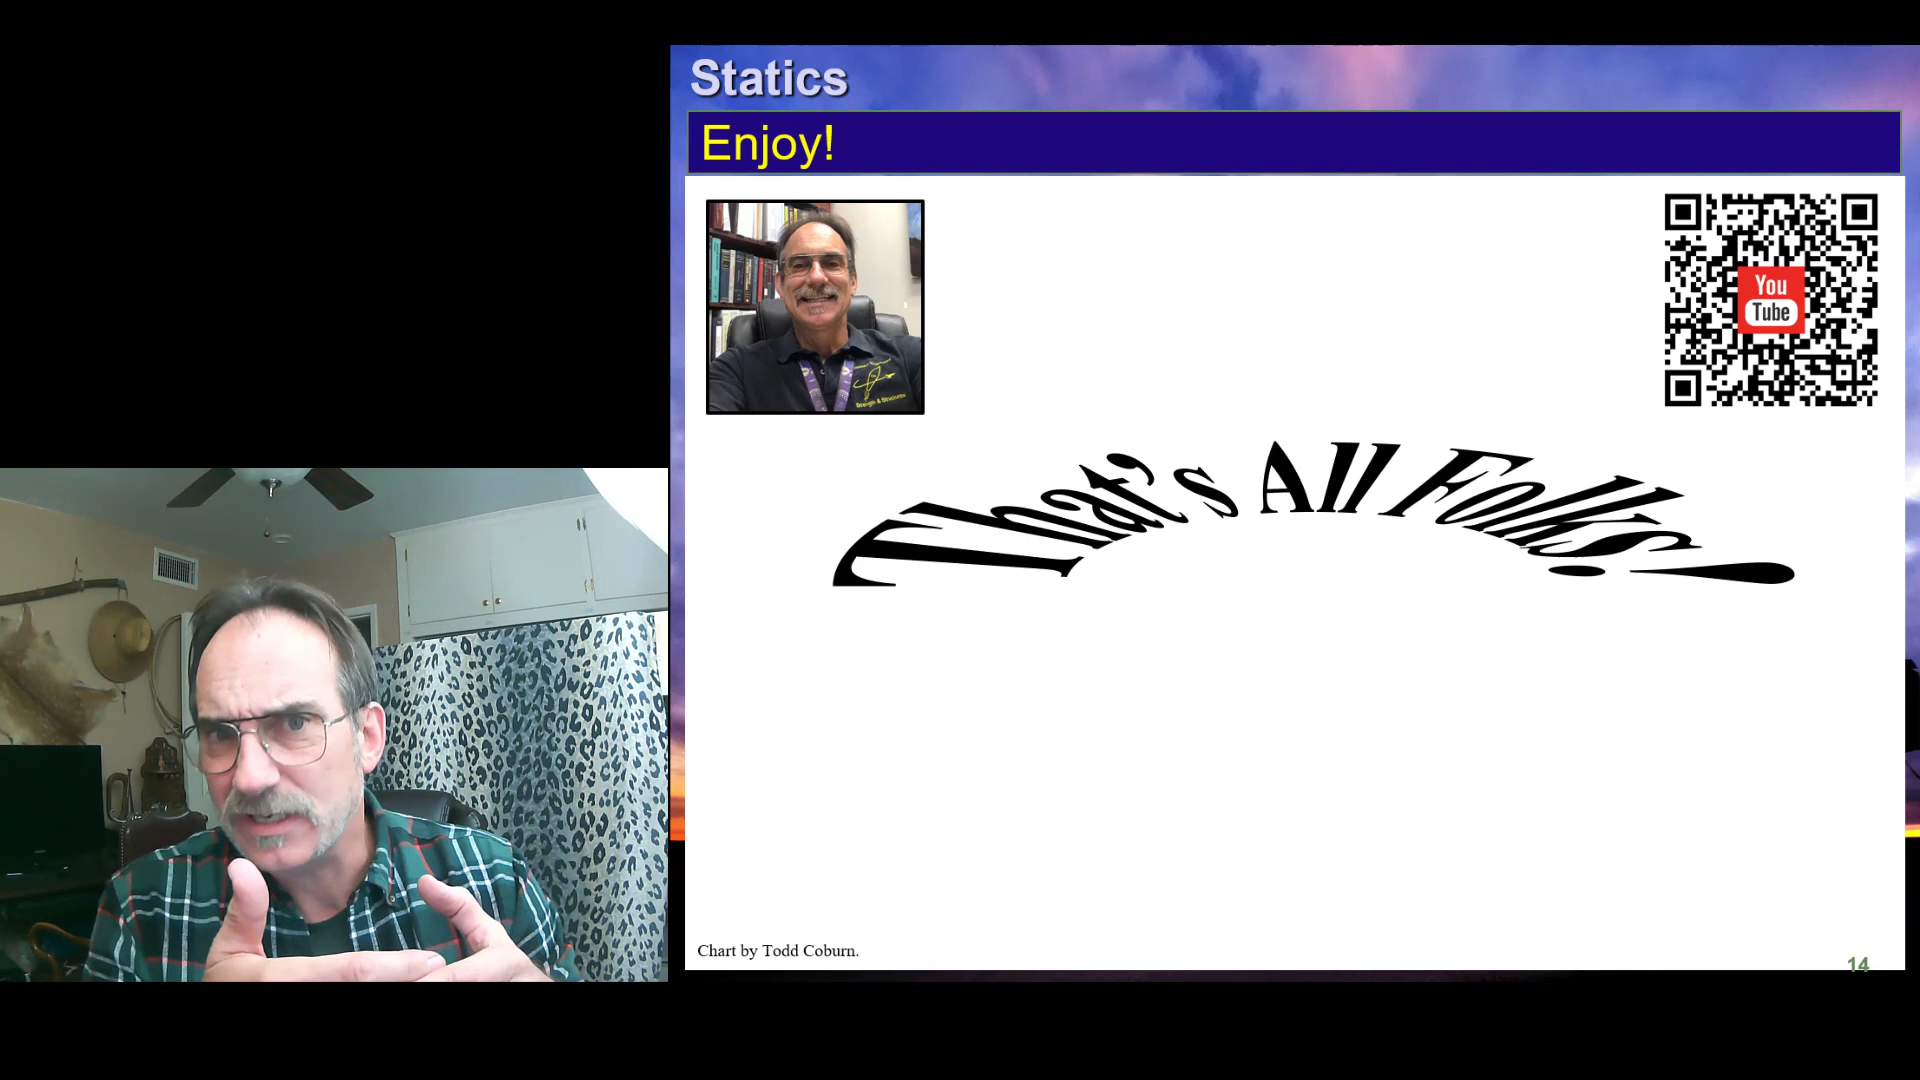 Statics
Enjoy!
You
Tube
That's All Folks!
Chart by Todd Coburn.
14